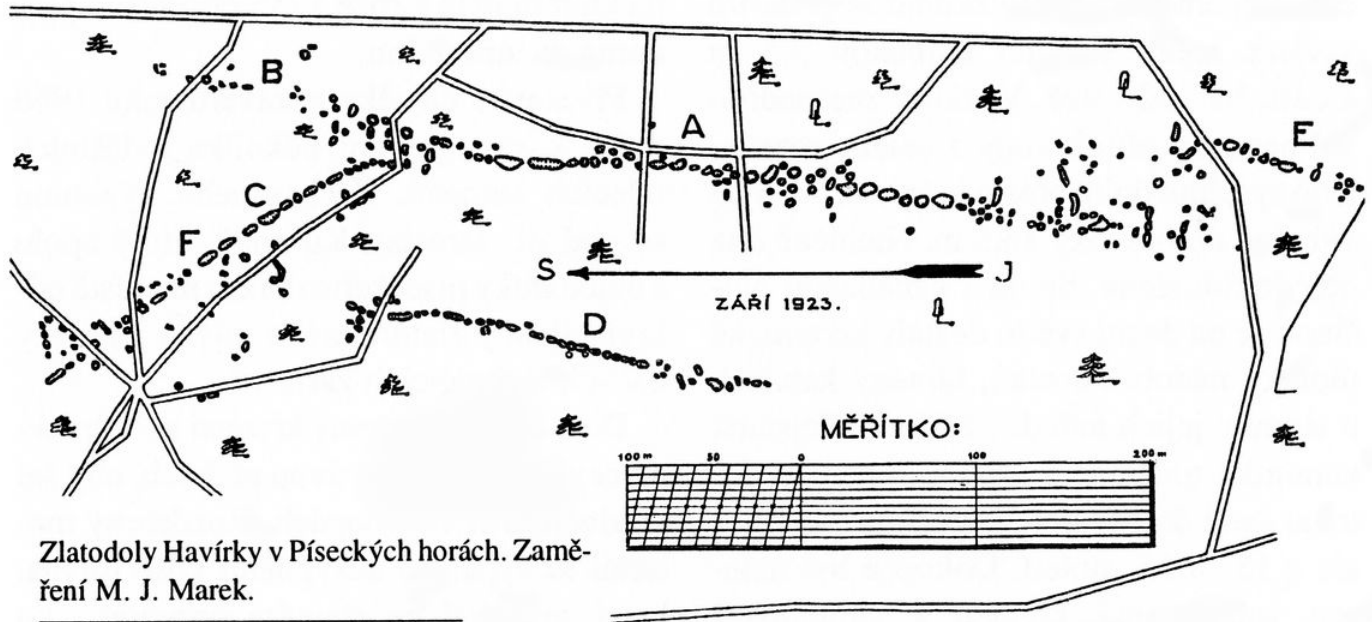 B
A
E
C
F
S
J
ZÁŘÍ 1923.
D
MĚŘÍTKO:
100 m 50 0 100 200 m
Zlatodoly Havírky v Píseckých horách. Zamě-
ření M. J. Marek.